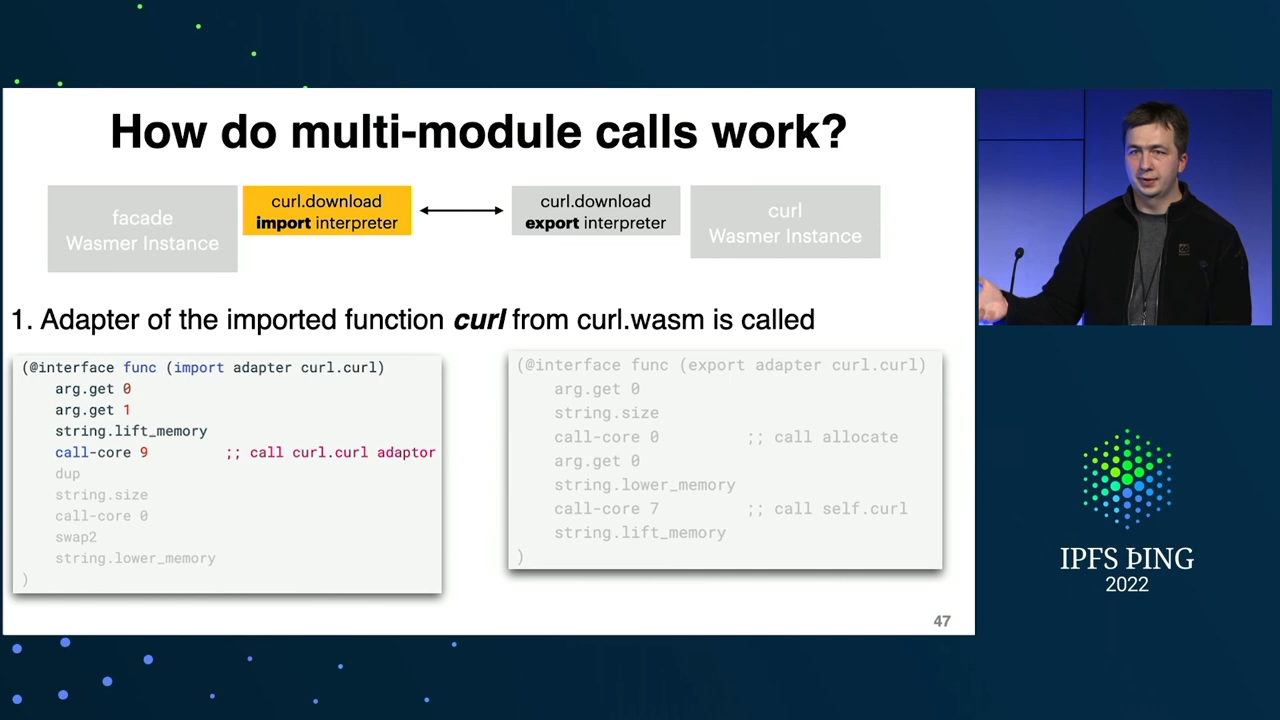 How do multi-module calls work?
facade
Wasmer Instance
curl.download
import interpreter
curl.download
export interpreter
curl
Wasmer Instance
1. Adapter of the imported function curl from curl.wasm is called
(@interface func (import adapter curl.curl)
arg.get 0
arg.get 1
string.lift_memory
call-core 9 ;; call curl.curl adaptor
dup
string.size
call-core 0
swap2
string.lower_memory
)
(@interface func (export adapter curl.curl)
arg.get 0
string.size
call-core 0 ;; call allocate
arg.get 0
string.lower_memory
call-core 7 ;; call self.curl
string.lift_memory
)
47
IPFS ÞING
2022